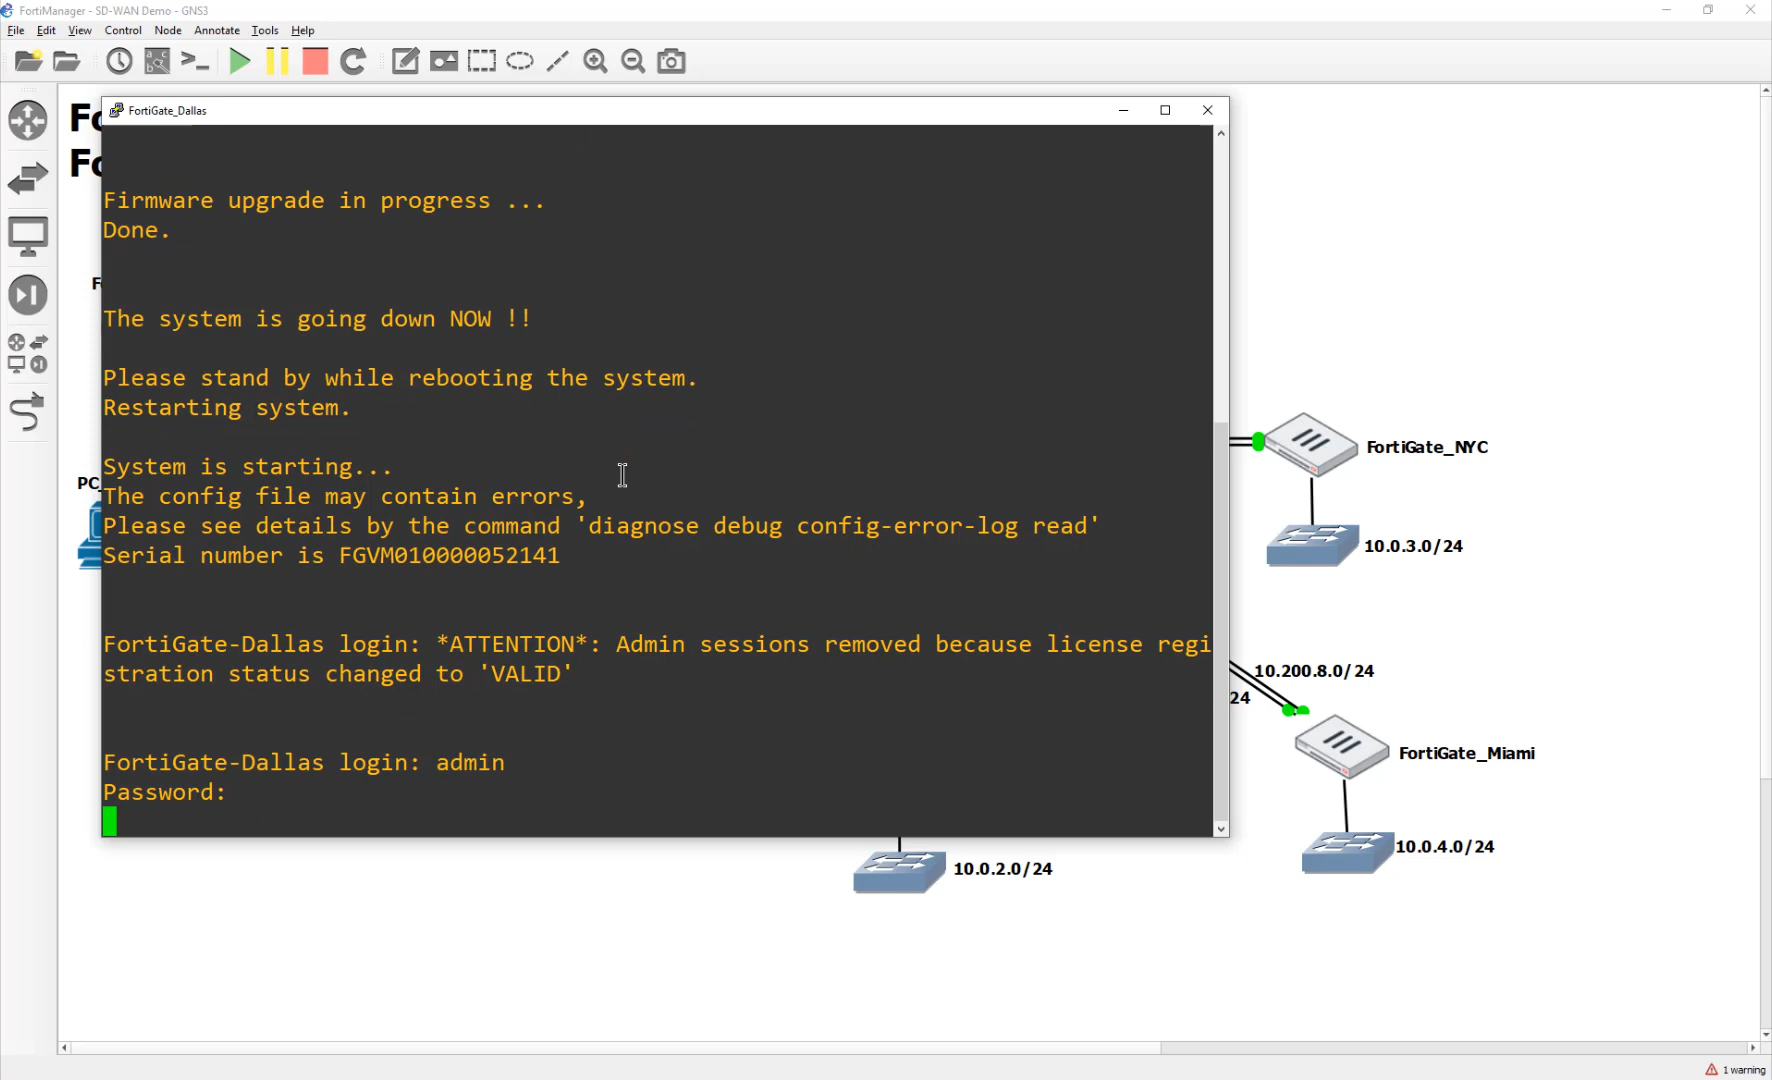 FortiManager - SD-WAN Demo - GNS3
File Edit View Control Node Annotate Tools Help
FortiGate_Dallas
Firmware upgrade in progress ...
Done.
The system is going down NOW !!
Please stand by while rebooting the system.
Restarting system.
System is starting...
The config file may contain errors,
Please see details by the command 'diagnose debug config-error-log read'
Serial number is FGVM010000052141
FortiGate-Dallas login: *ATTENTION*: Admin sessions removed because license regi
stration status changed to 'VALID'
FortiGate-Dallas login: admin
Password:
PC_
FortiGate_NYC
10.0.3.0/24
10.200.8.0/24
24
FortiGate_Miami
10.0.4.0/24
10.0.2.0/24
1 warning